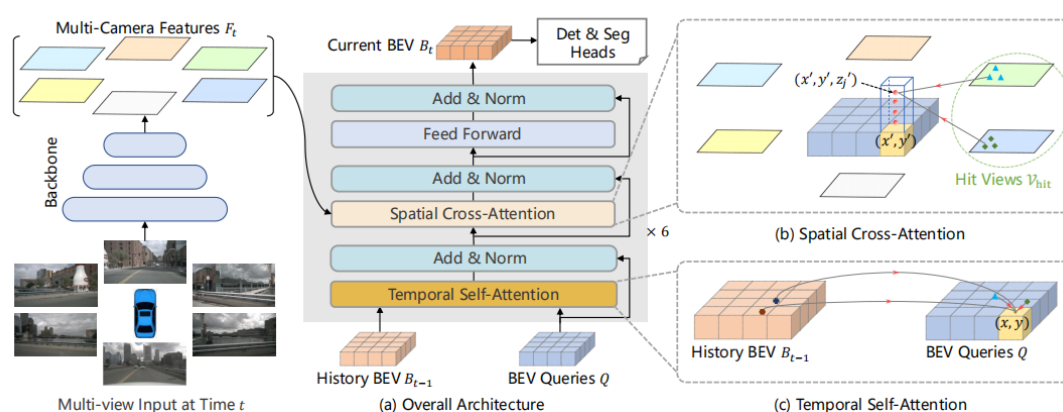 Multi-Camera Features F_t
Backbone
Multi-view Input at Time t
Current BEV B_t
Det & Seg
Heads
Add & Norm
Feed Forward
Add & Norm
Spatial Cross-Attention
× 6
Add & Norm
Temporal Self-Attention
History BEV B_{t−1}
BEV Queries Q
(a) Overall Architecture
(x′, y′, z_j′)
(x′, y′)
Hit Views 𝒱_hit
(b) Spatial Cross-Attention
(x, y)
History BEV B_{t−1}
BEV Queries Q
(c) Temporal Self-Attention